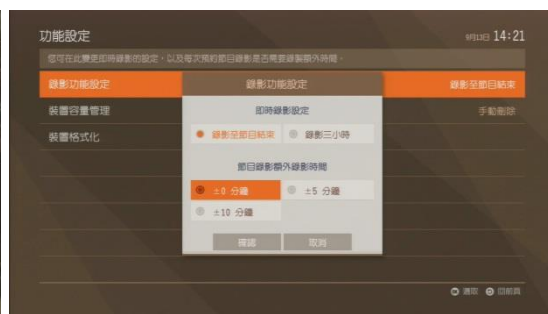 功能設定
9月13日 14:21
您可在此變更即時錄影的設定,以及每次預約節目錄影是否需要錄製額外時間。
錄影功能設定
錄影至節目結束
裝置容量管理
手動刪除
裝置格式化
錄影功能設定
即時錄影設定
錄影至節目結束
錄影三小時
節目錄影額外錄影時間
±0 分鐘
±5 分鐘
±10 分鐘
確認
取消
選取
回前頁